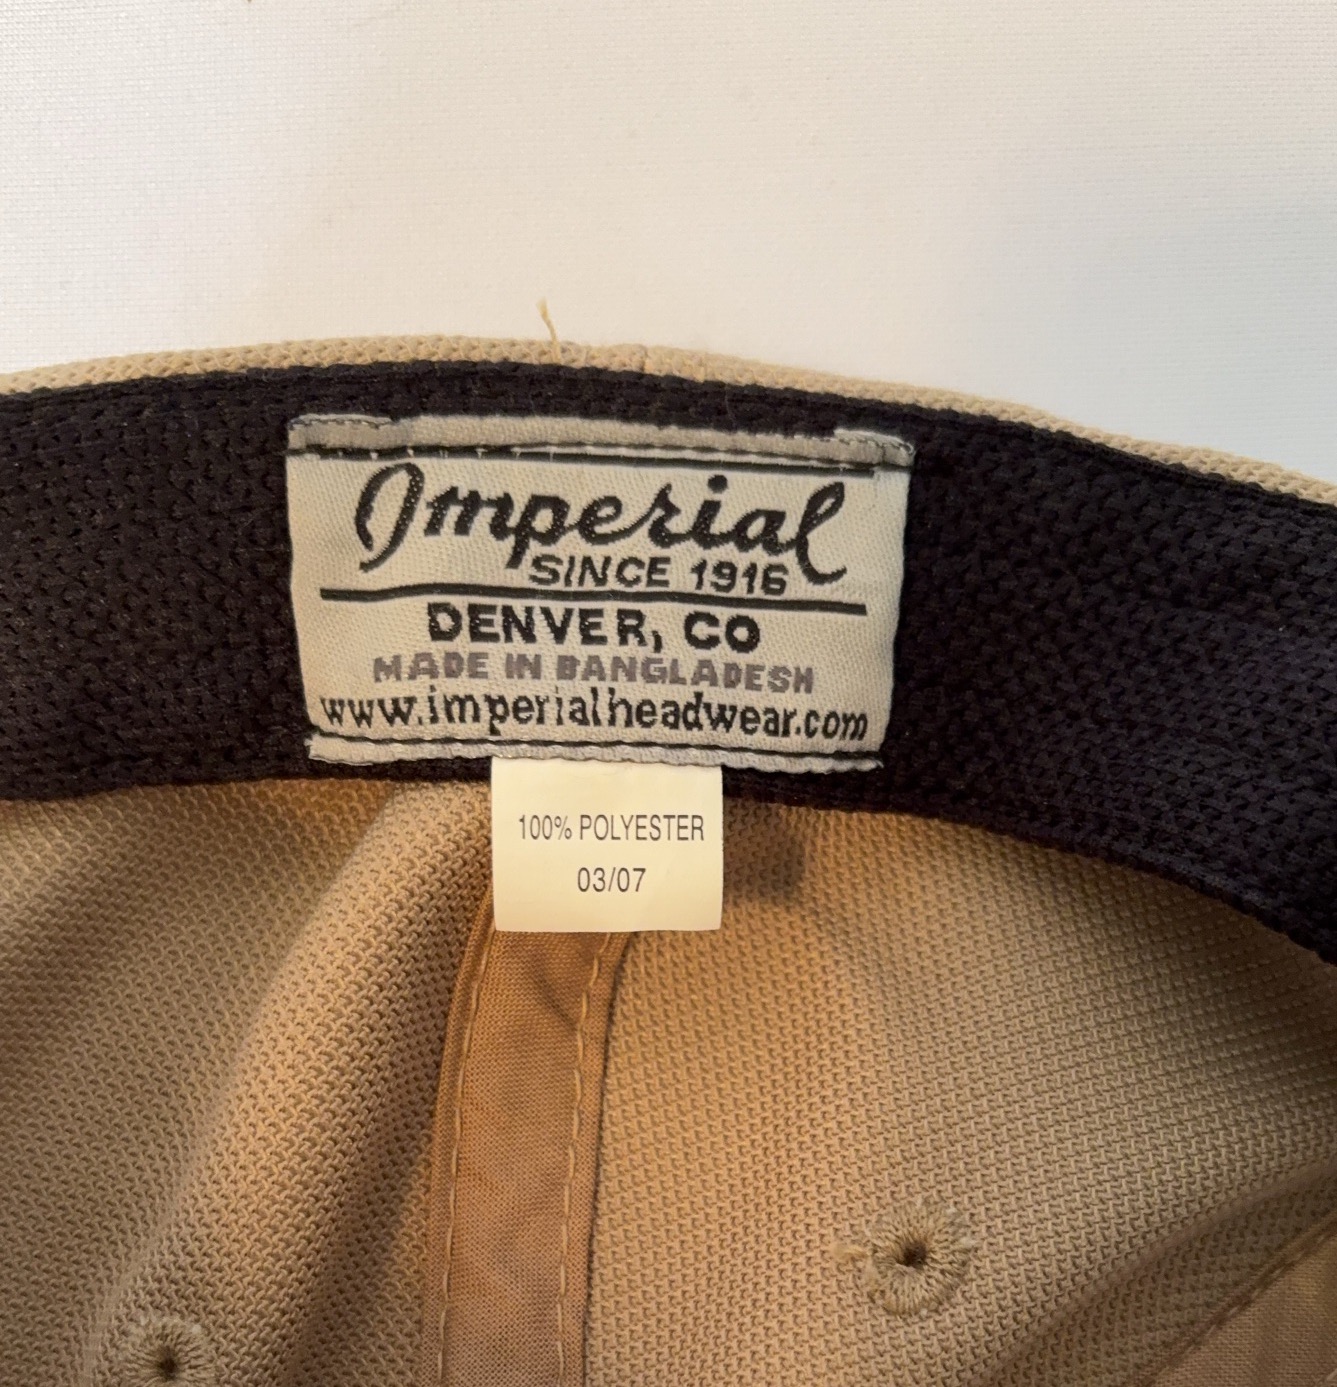 Imperial
SINCE 1916
DENVER, CO
MADE IN BANGLADESH
www.imperialheadwear.com
100% POLYESTER
03/07